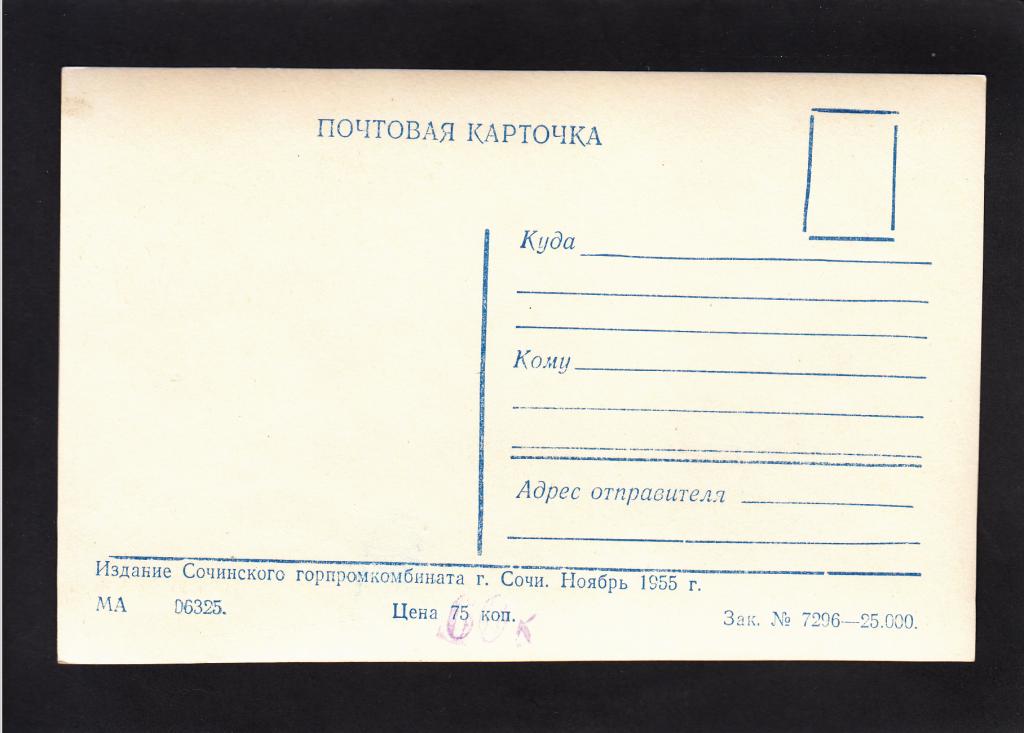 ПОЧТОВАЯ КАРТОЧКА
Куда
Кому
Адрес отправителя
Издание Сочинского горпромкомбината г. Сочи. Ноябрь 1955 г.
МА 06325. Цена 75 коп. Зак. № 7296—25.000.
60к